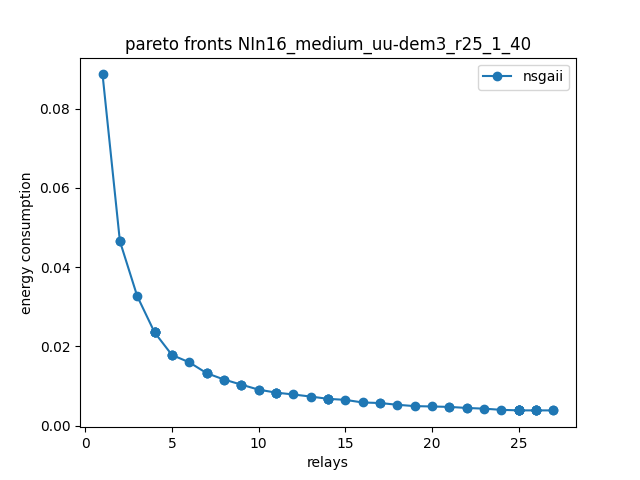 pareto fronts NIn16_medium_uu-dem3_r25_1_40
nsgaii
energy consumption
0.08
0.06
0.04
0.02
0.00
0 5 10 15 20 25
relays